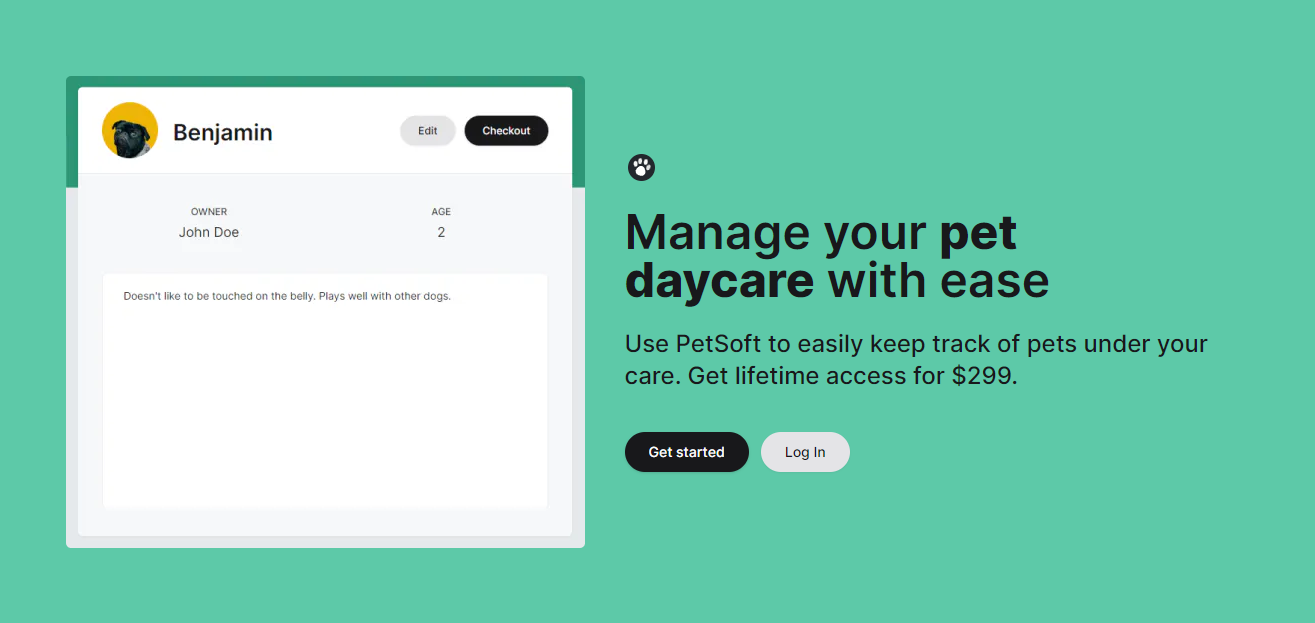 Benjamin
Edit
Checkout
OWNER
AGE
John Doe
2
Doesn't like to be touched on the belly. Plays well with other dogs.
Manage your pet
daycare with ease
Use PetSoft to easily keep track of pets under your
care. Get lifetime access for $299.
Get started
Log In